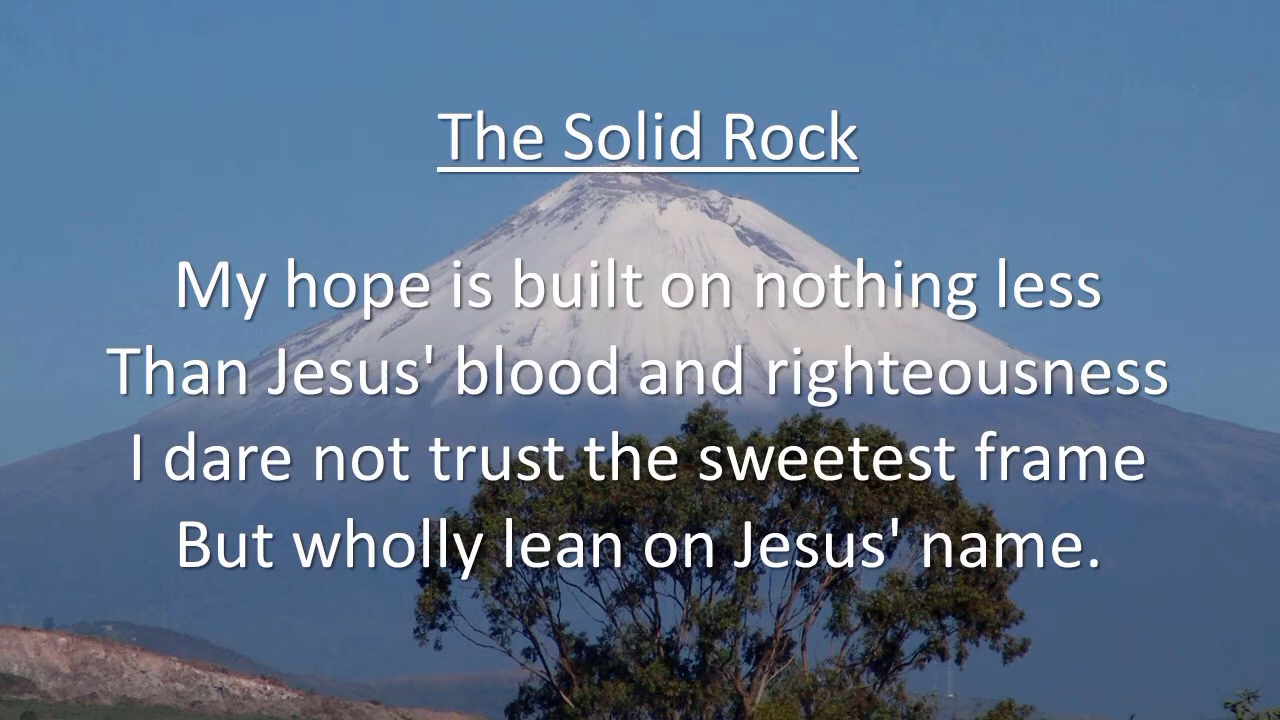 The Solid Rock
My hope is built on nothing less
Than Jesus' blood and righteousness
I dare not trust the sweetest frame
But wholly lean on Jesus' name.